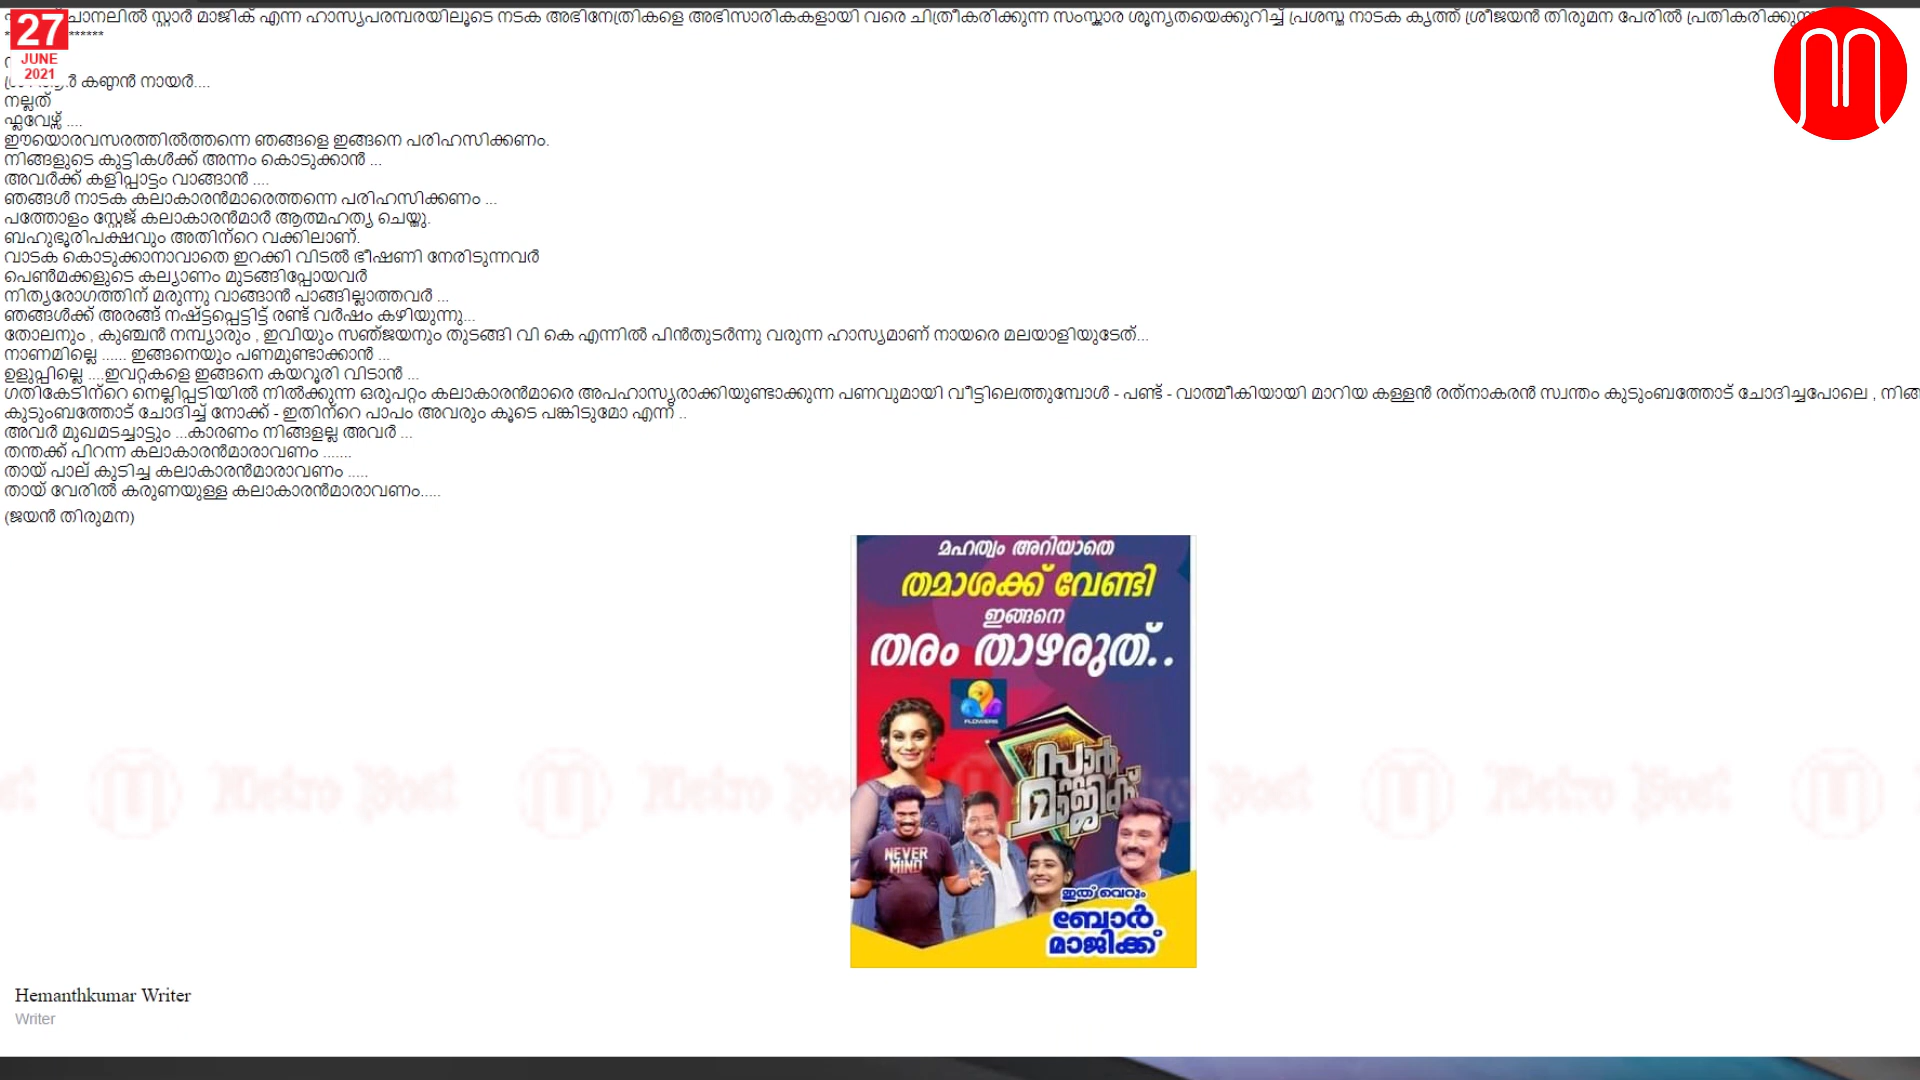 ചാനലിൽ സ്റ്റാർ മാജിക് എന്ന ഹാസ്യപരമ്പരയിലൂടെ നടക അഭിനേത്രികളെ അഭിസാരികകളായി വരെ ചിത്രീകരിക്കുന്ന സംസ്കാര ശൂന്യതയെക്കുറിച്ച് പ്രശസ്ത നാടക കൃത്ത് ശ്രീജയൻ തിരുമന പേരിൽ
27
JUNE
2021
കണ്ഠൻ നായർ....
നല്ലത്
ഫ്ലവേഴ്സ് ....
ഈയൊരവസരത്തിൽത്തന്നെ ഞങ്ങളെ ഇങ്ങനെ പരിഹസിക്കണം.
നിങ്ങളുടെ കുട്ടികൾക്ക് അന്നം കൊടുക്കാൻ ...
അവർക്ക് കളിപ്പാട്ടം വാങ്ങാൻ ....
ഞങ്ങൾ നാടക കലാകാരൻമാരെത്തന്നെ പരിഹസിക്കണം ...
പത്തോളം സ്റ്റേജ് കലാകാരൻമാർ ആത്മഹത്യ ചെയ്തു.
ബഹുഭൂരിപക്ഷവും അതിന്റെ വക്കിലാണ്.
വാടക കൊടുക്കാനാവാതെ ഇറക്കി വിടൽ ഭീഷണി നേരിടുന്നവർ
പെൺമക്കളുടെ കല്യാണം മുടങ്ങിപ്പോയവർ
നിത്യരോഗത്തിന് മരുന്നു വാങ്ങാൻ പാങ്ങില്ലാത്തവർ ...
ഞങ്ങൾക്ക് അരങ്ങ് നഷ്ട്ടപ്പെട്ടിട്ട് രണ്ട് വർഷം കഴിയുന്നു...
തോലനും , കുഞ്ചൻ നമ്പ്യാരും , ഇവിയും സഞ്ജയനും തുടങ്ങി വി കെ എന്നിൽ പിൻതുടർന്നു വരുന്ന ഹാസ്യമാണ് നായരെ മലയാളിയുടേത്...
നാണമില്ലെ ...... ഇങ്ങനെയും പണമുണ്ടാക്കാൻ ...
ഉളുപ്പില്ലെ ....ഇവറ്റകളെ ഇങ്ങനെ കയറൂരി വിടാൻ ...
ഗതികേടിന്റെ നെല്ലിപ്പടിയിൽ നിൽക്കുന്ന ഒരുപറ്റം കലാകാരൻമാരെ അപഹാസ്യരാക്കിയുണ്ടാക്കുന്ന പണവുമായി വീട്ടിലെത്തുമ്പോൾ - പണ്ട് - വാത്മീകിയായി മാറിയ കള്ളൻ രത്നാകരൻ സ്വന്തം കുടുംബത്തോട് ചോദിച്ചപോലെ ,
കുടുംബത്തോട് ചോദിച്ച് നോക്ക് - ഇതിന്റെ പാപം അവരും കൂടെ പങ്കിടുമോ എന്ന് ..
അവർ മുഖമടച്ചാട്ടും ...കാരണം നിങ്ങളല്ല അവർ ...
തന്തക്ക് പിറന്ന കലാകാരൻമാരാവണം .......
തായ് പാല് കുടിച്ച കലാകാരൻമാരാവണം .....
തായ് വേരിൽ കരുണയുള്ള കലാകാരൻമാരാവണം.....
(ജയൻ തിരുമന)
മഹത്വം അറിയാതെ
തമാശക്ക് വേണ്ടി
ഇങ്ങനെ
തരം താഴരുത്..
FLOWERS
സ്റ്റാർ
മാജിക്
NEVER
MIND
ഇത് വെറും
ബോർ
മാജിക്ക്
Metro Post
Hemanthkumar Writer
Writer